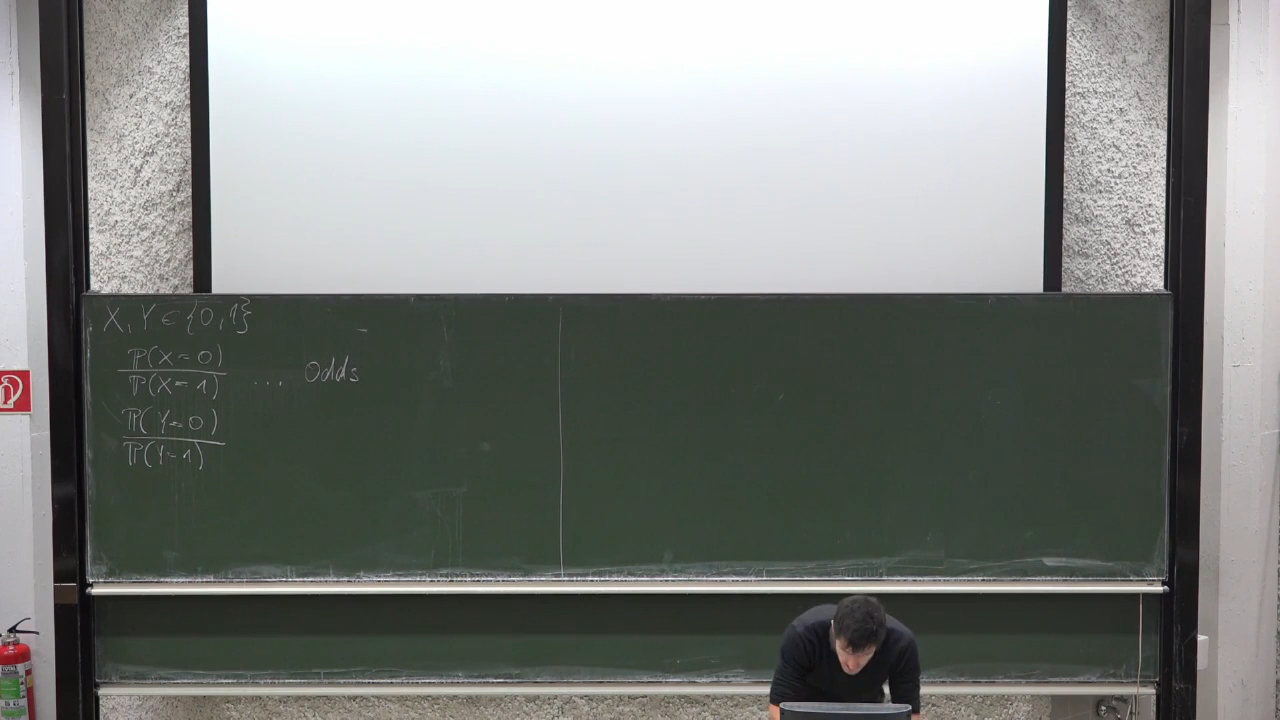 X, Y ∈ {0, 1}
P(X=0)
P(X=1) ... Odds
P(Y=0)
P(Y=1)